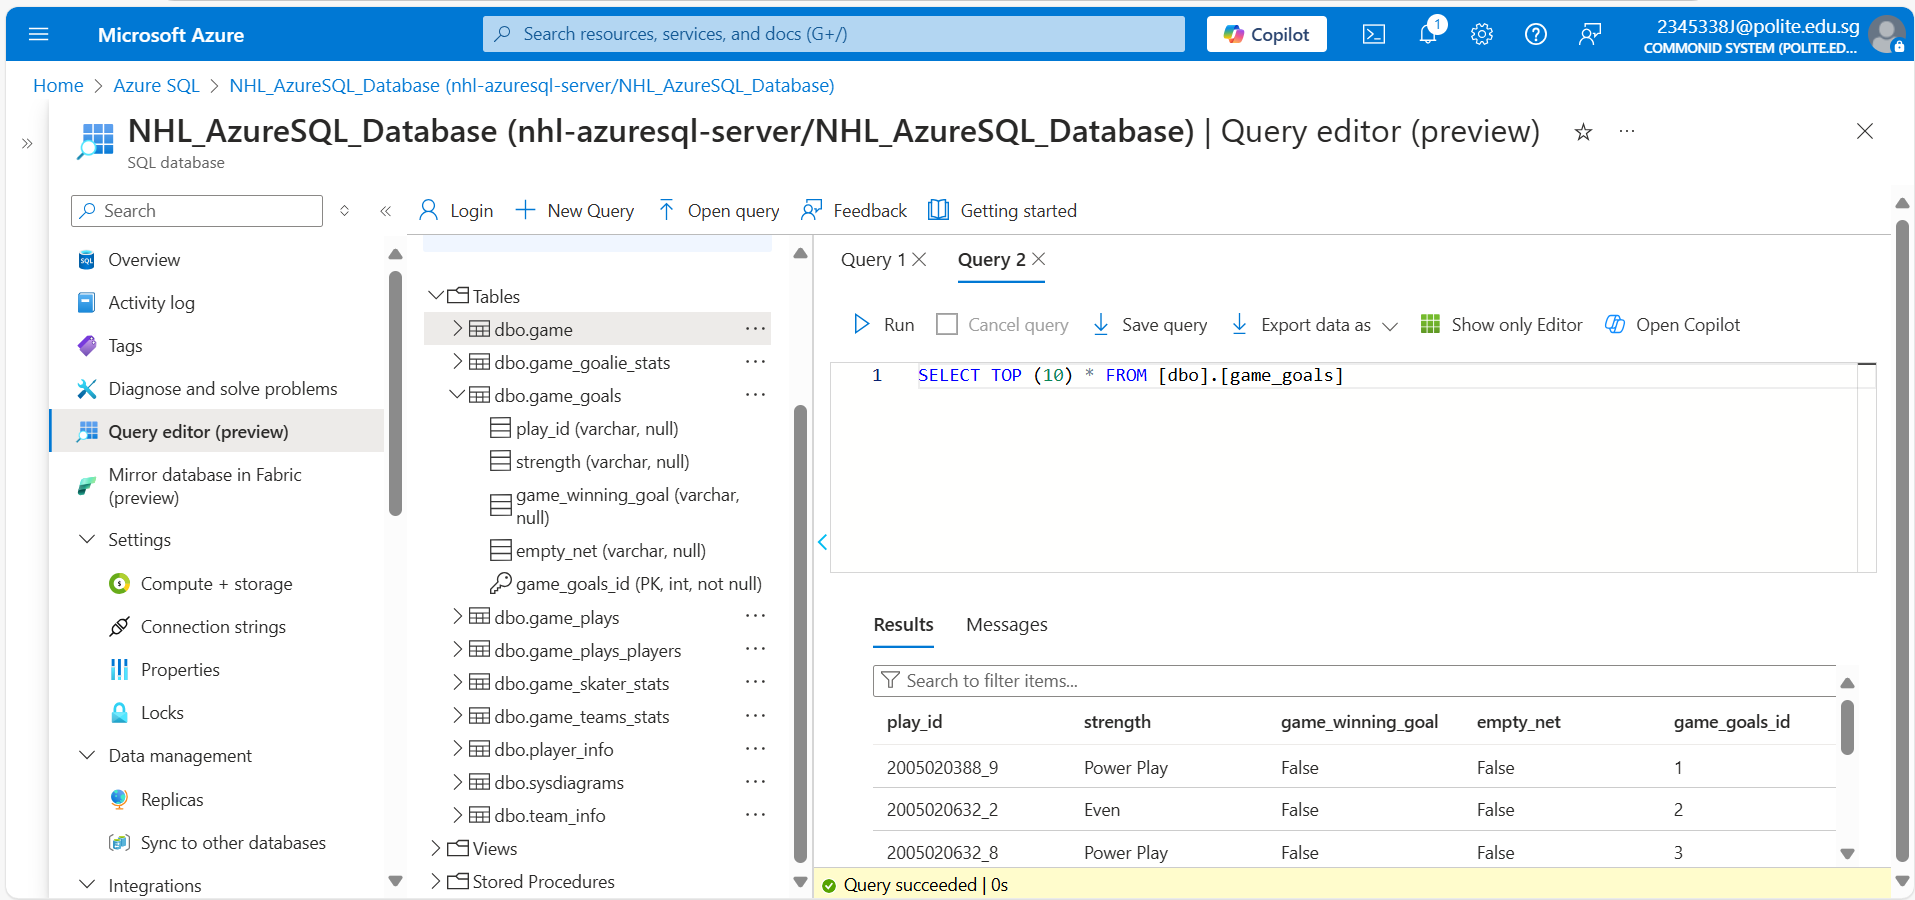 Microsoft Azure
Search resources, services, and docs (G+/)
Copilot
1
2345338J@polite.edu.sg
COMMONID SYSTEM (POLITE.ED...
Home > Azure SQL > NHL_AzureSQL_Database (nhl-azuresql-server/NHL_AzureSQL_Database)
NHL_AzureSQL_Database (nhl-azuresql-server/NHL_AzureSQL_Database) | Query editor (preview)
SQL database
Search
Overview
Activity log
Tags
Diagnose and solve problems
Query editor (preview)
Mirror database in Fabric
(preview)
Settings
Compute + storage
Connection strings
Properties
Locks
Data management
Replicas
Sync to other databases
Integrations
Login
New Query
Open query
Feedback
Getting started
Tables
dbo.game
dbo.game_goalie_stats
dbo.game_goals
play_id (varchar, null)
strength (varchar, null)
game_winning_goal (varchar,
null)
empty_net (varchar, null)
game_goals_id (PK, int, not null)
dbo.game_plays
dbo.game_plays_players
dbo.game_skater_stats
dbo.game_teams_stats
dbo.player_info
dbo.sysdiagrams
dbo.team_info
Views
Stored Procedures
Query 1
Query 2
Run
Cancel query
Save query
Export data as
Show only Editor
Open Copilot
1 SELECT TOP (10) * FROM [dbo].[game_goals]
Results
Messages
Search to filter items...
play_id strength game_winning_goal empty_net game_goals_id
2005020388_9 Power Play False False 1
2005020632_2 Even False False 2
2005020632_8 Power Play False False 3
Query succeeded | 0s